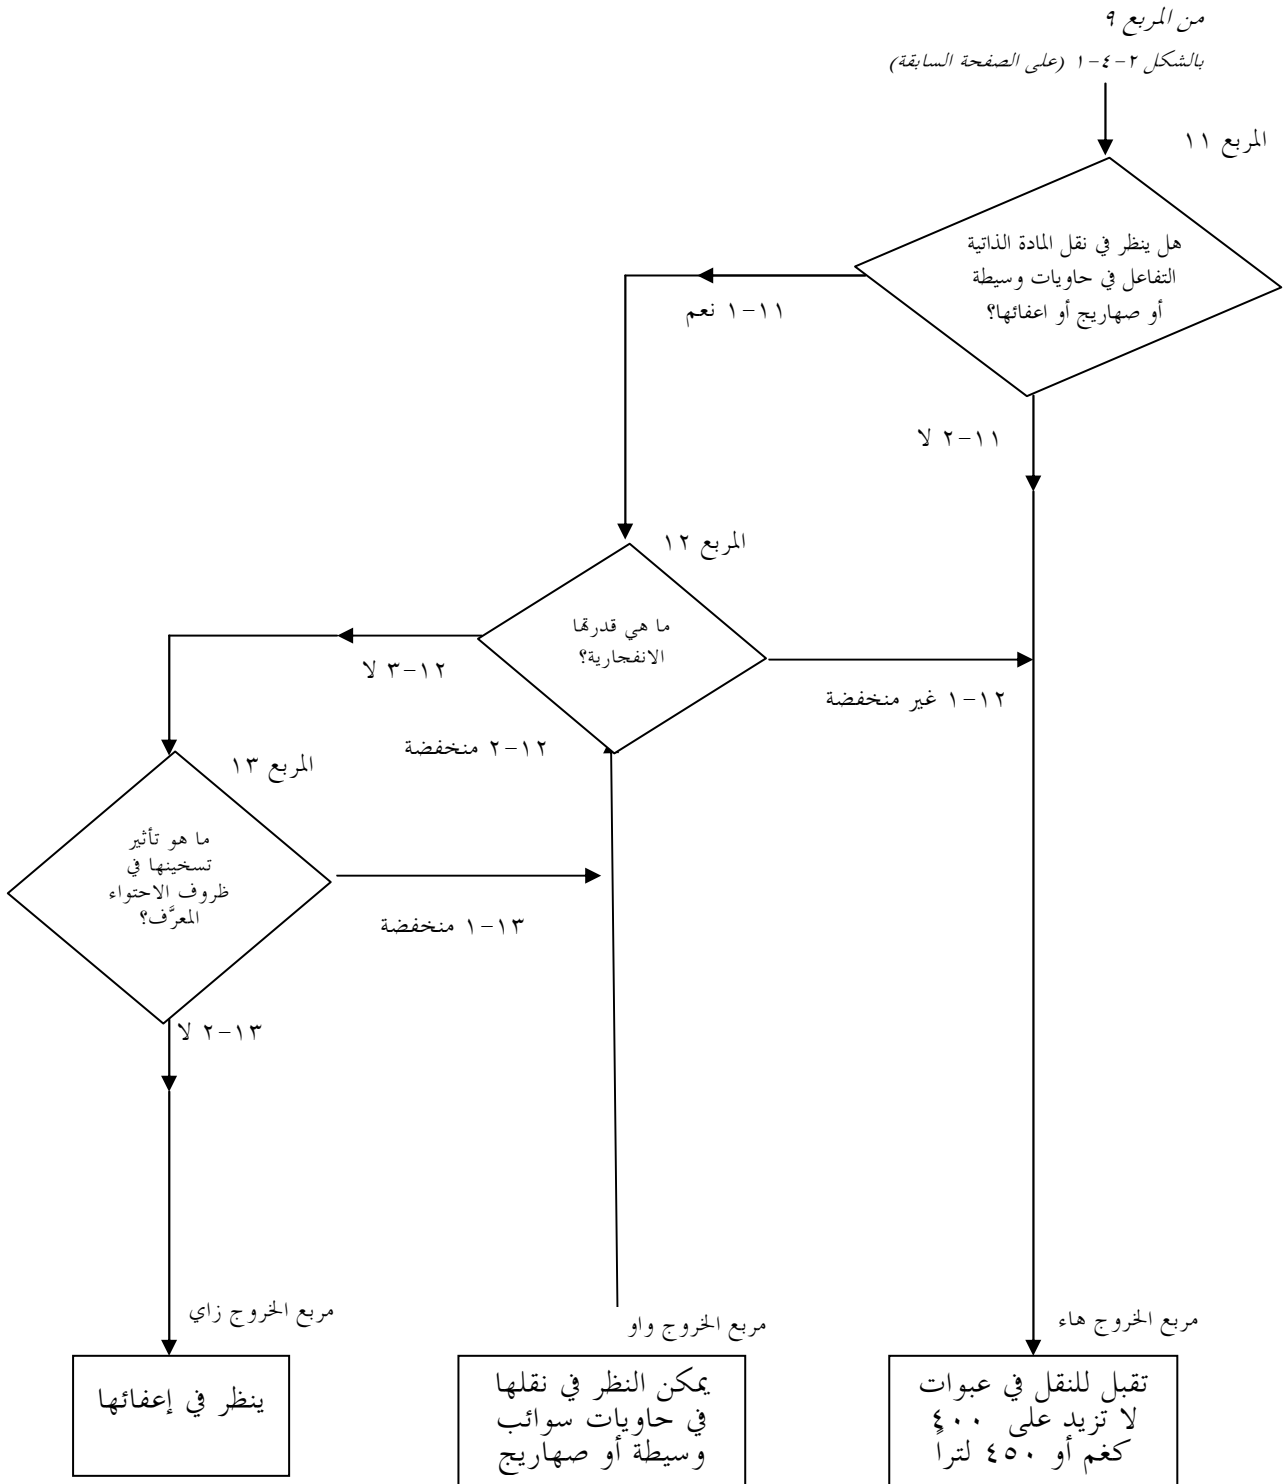 من المربع ٩
بالشكل ٢-٤-١ (على الصفحة السابقة)
المربع ١١
هل ينظر في نقل المادة الذاتية
التفاعل في حاويات وسيطة
أو صهاريج أو اعفائها؟
١١-١ نعم
١١-٢ لا
المربع ١٢
ما هي قدرتها
الانفجارية؟
١٢-٣ لا
١٢-١ غير منخفضة
١٢-٢ منخفضة
المربع ١٣
ما هو تأثير
تسخينها في
ظروف الاحتواء
المعرَّف؟
١٣-١ منخفضة
١٣-٢ لا
مربع الخروج هاء
تقبل للنقل في عبوات
لا تزيد على ٤٠٠
كغم أو ٤٥٠ لتراً
مربع الخروج واو
يمكن النظر في نقلها
في حاويات سوائب
وسيطة أو صهاريج
مربع الخروج زاي
ينظر في إعفائها